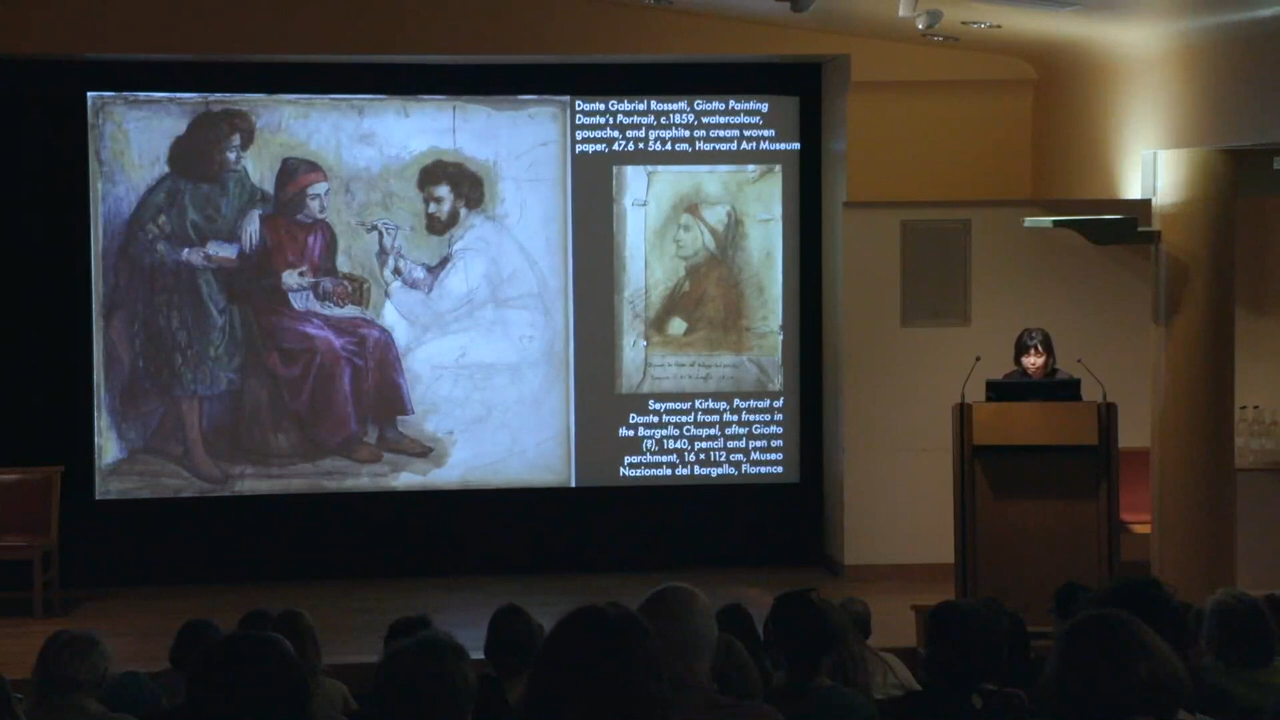 Dante Gabriel Rossetti, Giotto Painting
Dante's Portrait, c.1859, watercolour,
gouache, and graphite on cream woven
paper, 47.6 × 56.4 cm, Harvard Art Museum
Seymour Kirkup, Portrait of
Dante traced from the fresco in
the Bargello Chapel, after Giotto
(?), 1840, pencil and pen on
parchment, 16 × 112 cm, Museo
Nazionale del Bargello, Florence